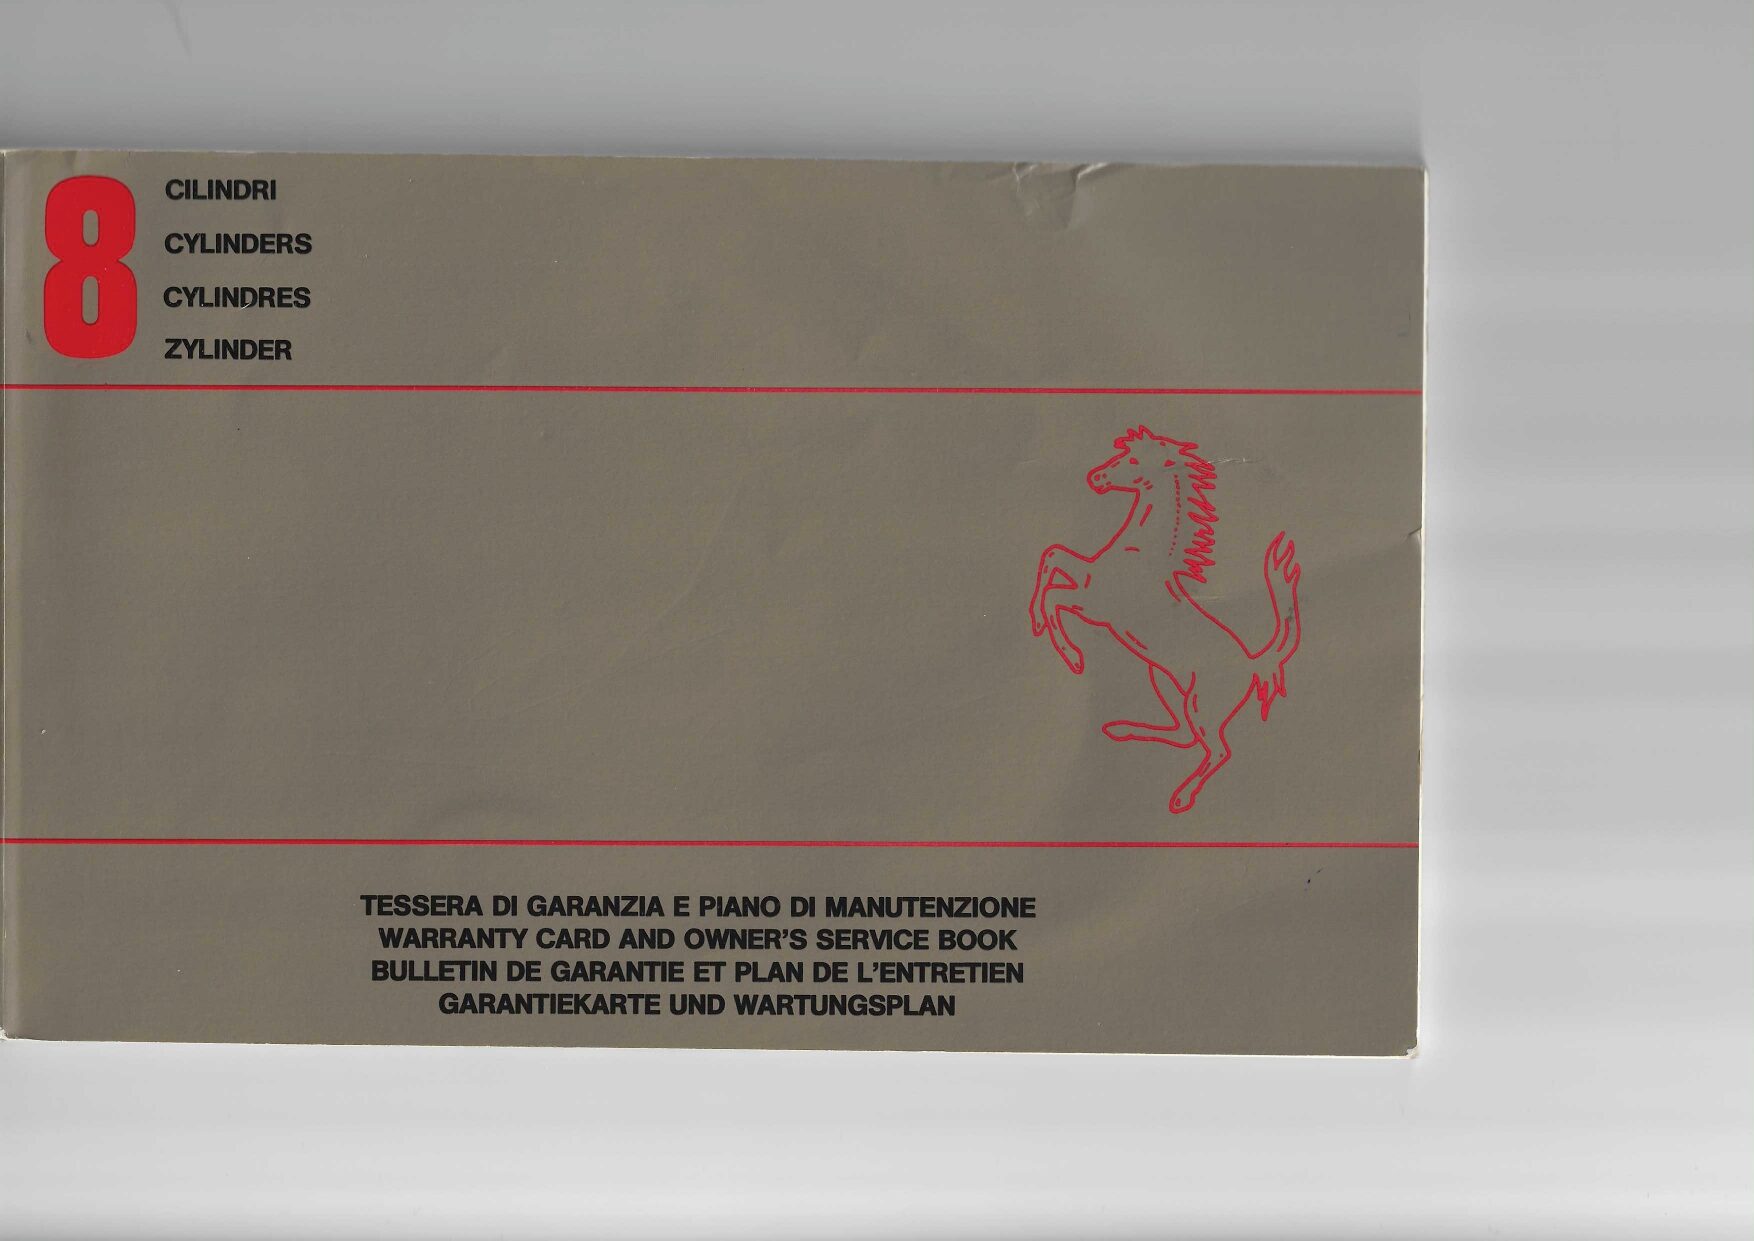 8
CILINDRI
CYLINDERS
CYLINDRES
ZYLINDER
TESSERA DI GARANZIA E PIANO DI MANUTENZIONE
WARRANTY CARD AND OWNER'S SERVICE BOOK
BULLETIN DE GARANTIE ET PLAN DE L'ENTRETIEN
GARANTIEKARTE UND WARTUNGSPLAN